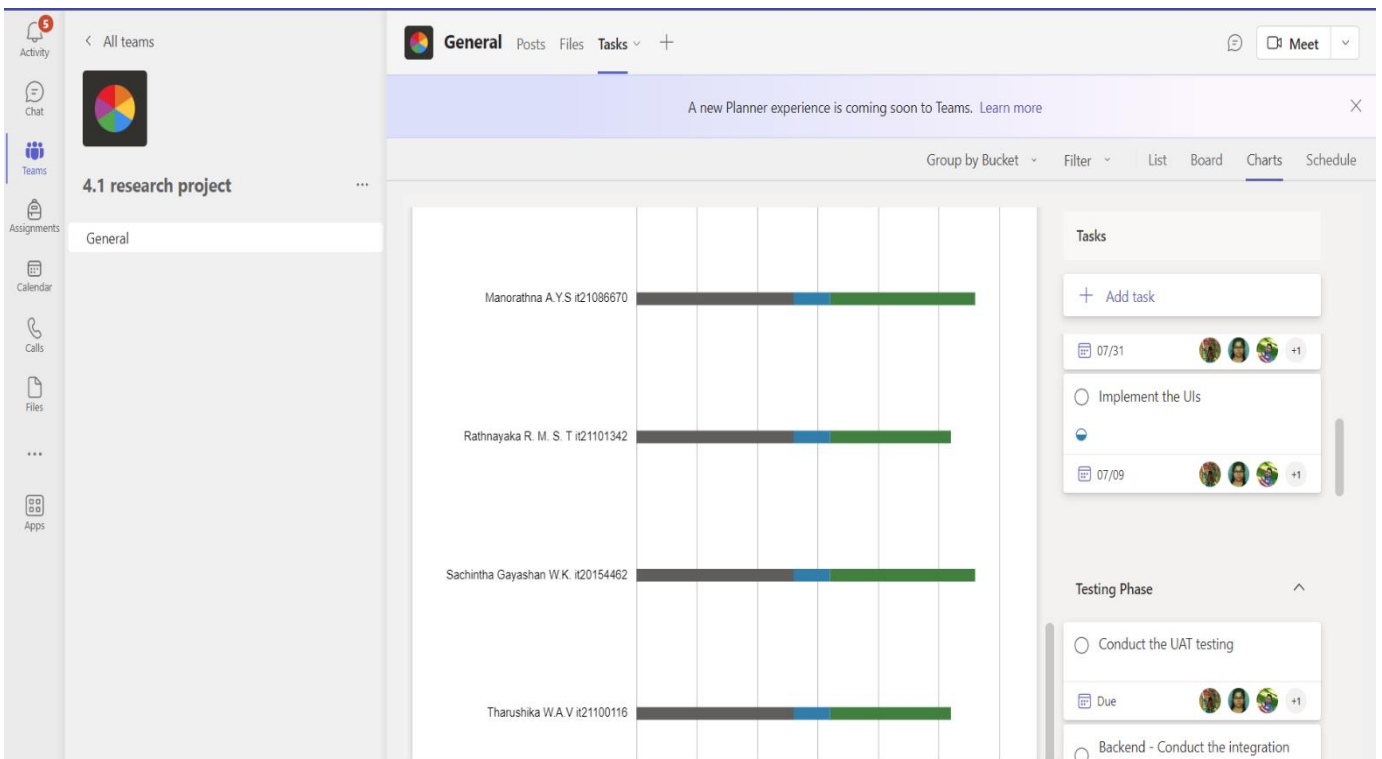 5
Activity
Chat
Teams
Assignments
Calendar
Calls
Files
Apps
All teams
4.1 research project
General
General Posts Files Tasks
Meet
A new Planner experience is coming soon to Teams. Learn more
Group by Bucket Filter List Board Charts Schedule
Manorathna A.Y.S it21086670
Rathnayaka R. M. S. T it21101342
Sachintha Gayashan W.K. it20154462
Tharushika W.A.V it21100116
Tasks
Add task
07/31 +1
Implement the UIs
07/09 +1
Testing Phase
Conduct the UAT testing
Due +1
Backend - Conduct the integration